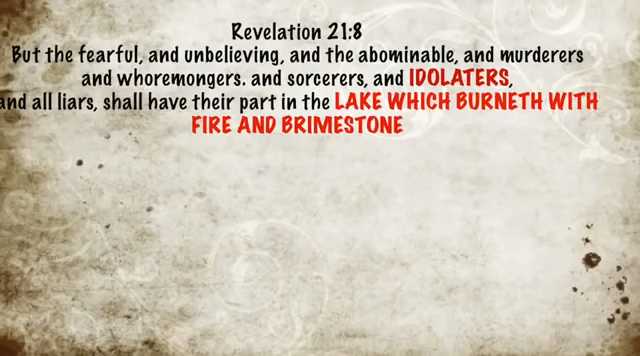 Revelation 21:8
But the fearful, and unbelieving, and the abominable, and murderers
and whoremongers. and sorcerers, and IDOLATERS,
and all liars, shall have their part in the LAKE WHICH BURNETH WITH
FIRE AND BRIMESTONE